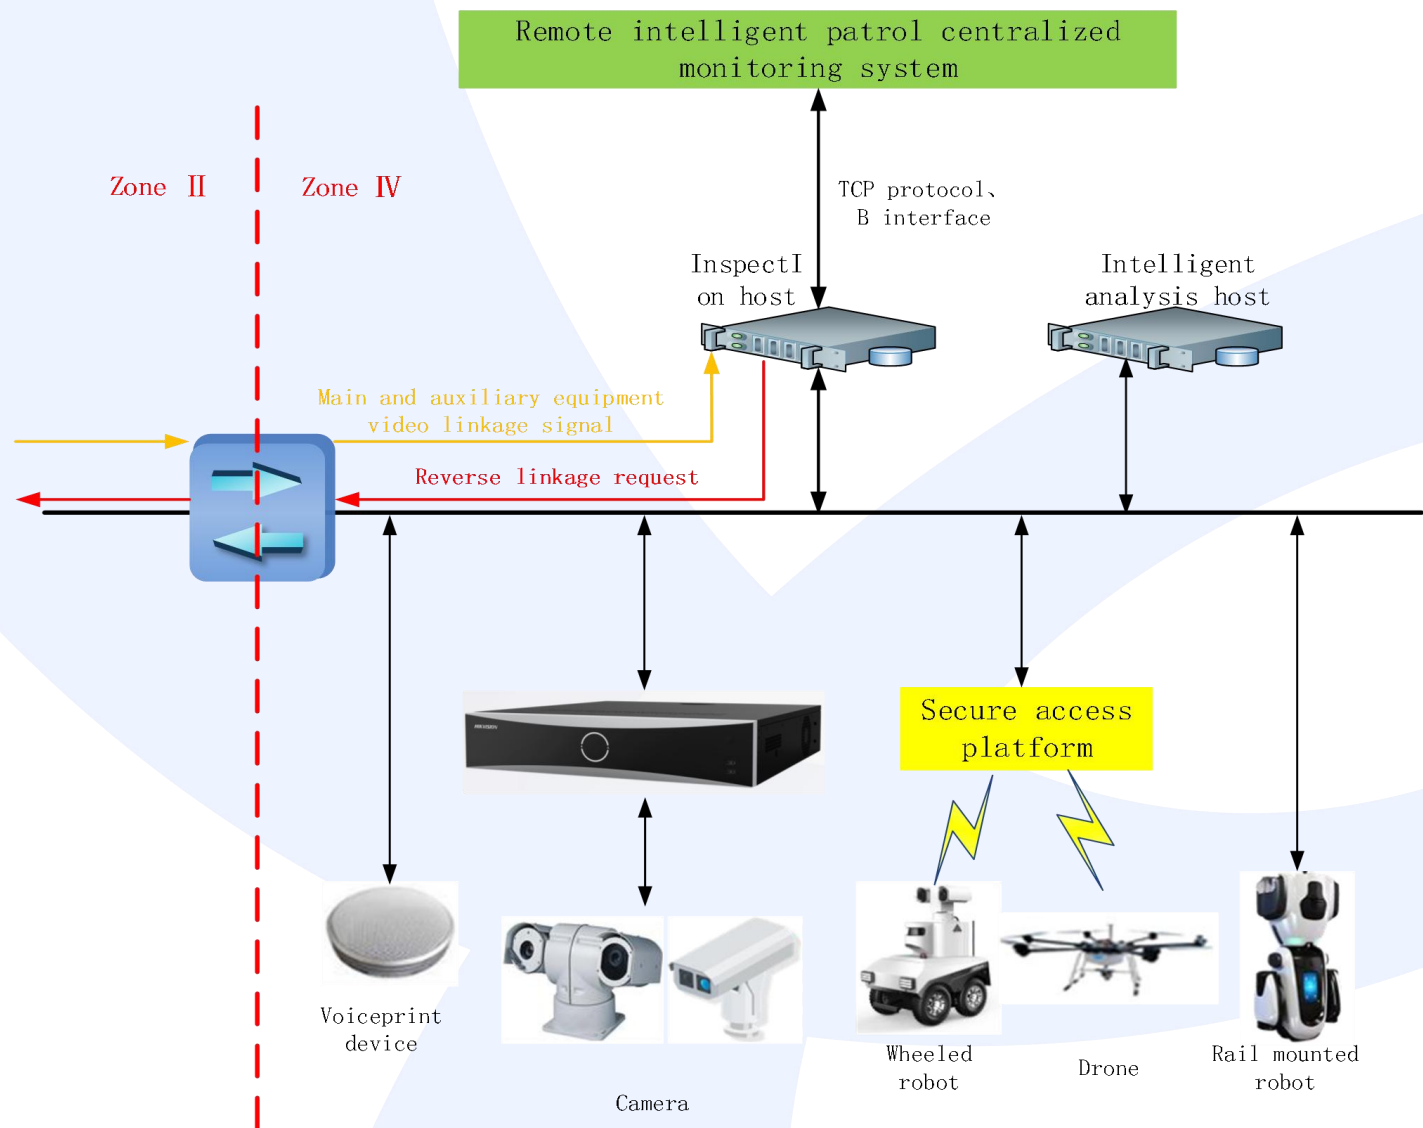 Remote intelligent patrol centralized
monitoring system
Zone Ⅱ
Zone Ⅳ
TCP protocol、
B interface
InspectI
on host
Intelligent
analysis host
Main and auxiliary equipment
video linkage signal
Reverse linkage request
HIKVISION
Secure access
platform
Voiceprint
device
Camera
Wheeled
robot
Drone
Rail mounted
robot